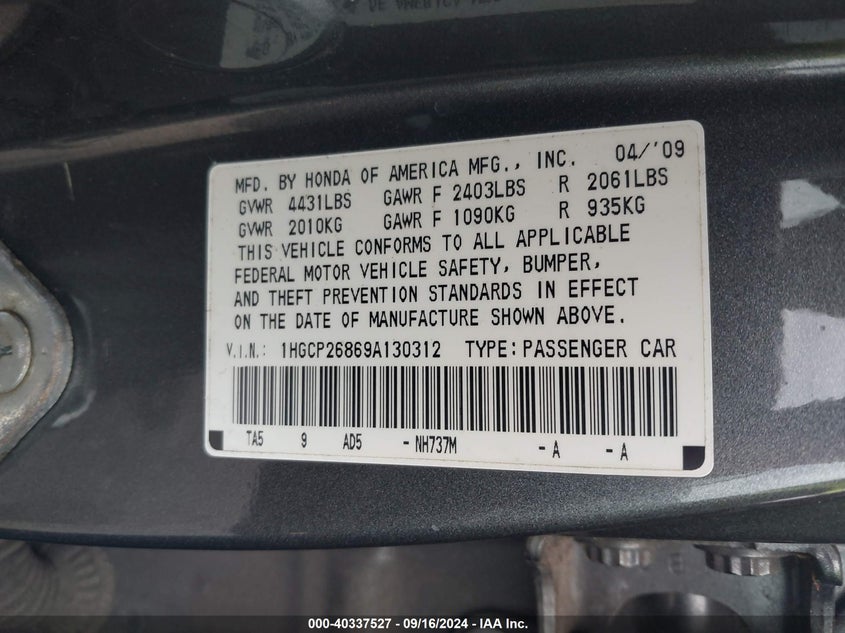 MFD. BY HONDA OF AMERICA MFG., INC. 04/'09
GVWR 4431LBS GAWR F 2403LBS R 2061LBS
GVWR 2010KG GAWR F 1090KG R 935KG
THIS VEHICLE CONFORMS TO ALL APPLICABLE
FEDERAL MOTOR VEHICLE SAFETY, BUMPER,
AND THEFT PREVENTION STANDARDS IN EFFECT
ON THE DATE OF MANUFACTURE SHOWN ABOVE.
V.I.N.: 1HGCP26869A130312 TYPE: PASSENGER CAR
TA5 9 AD5 - NH737M - A - A
000-40337527 - 09/16/2024 - IAA Inc.